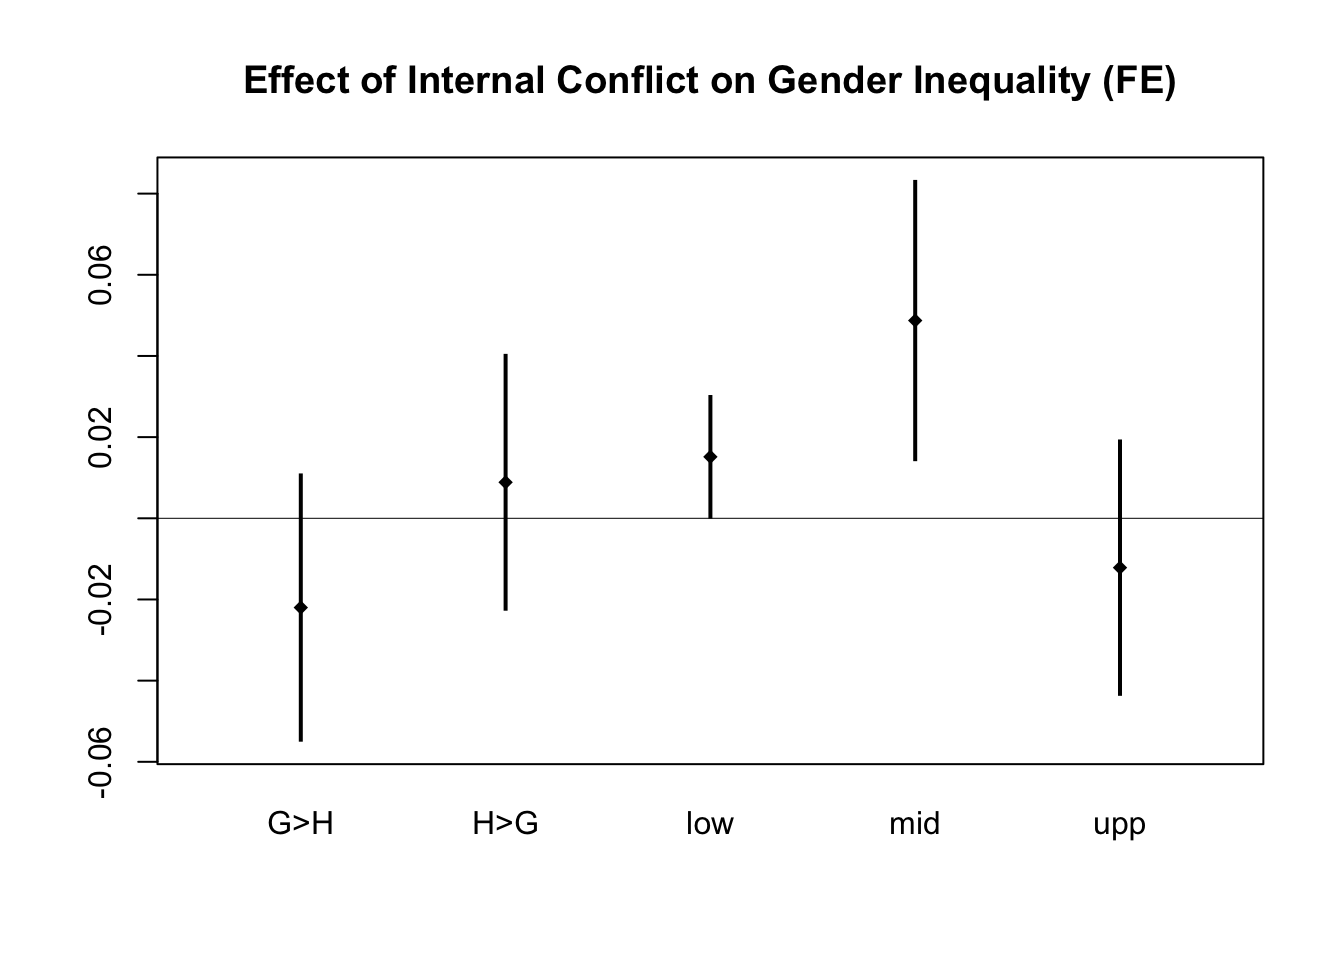 Effect of Internal Conflict on Gender Inequality (FE)
0.06
0.02
-0.02
-0.06
G>H H>G low mid upp